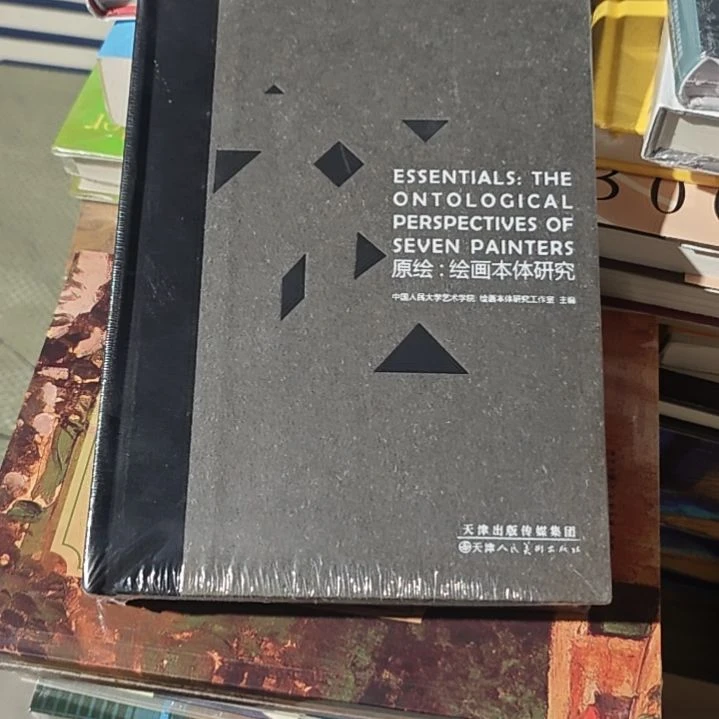 ESSENTIALS: THE
ONTOLOGICAL
PERSPECTIVES OF
SEVEN PAINTERS
原绘:绘画本体研究
中国人民大学艺术学院 绘画本体研究工作室 主编
天津出版传媒集团
天津人民美术出版社